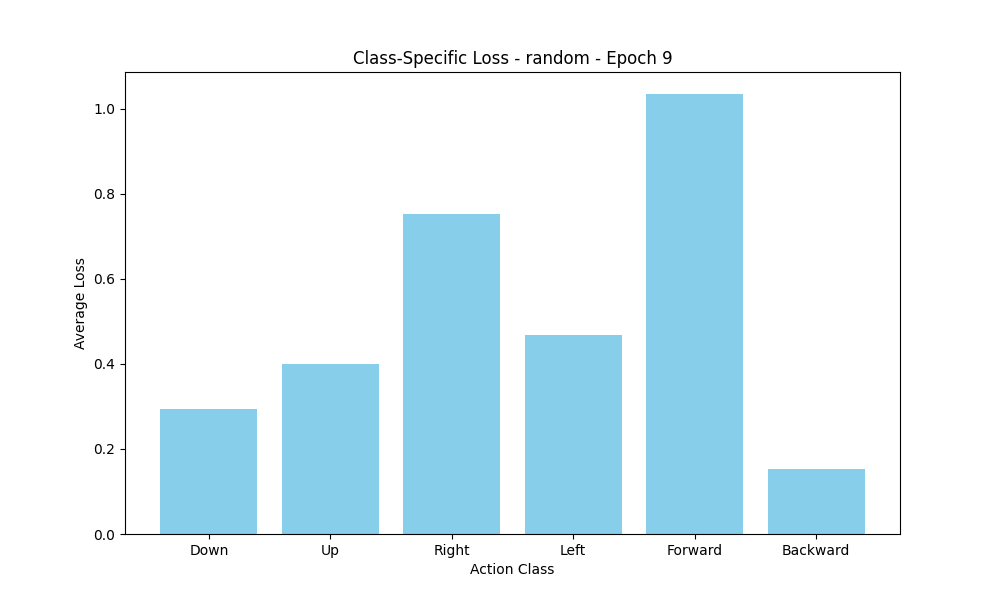 Class-Specific Loss - random - Epoch 9
1.0
0.8
0.6
0.4
0.2
0.0
Average Loss
Down Up Right Left Forward Backward
Action Class